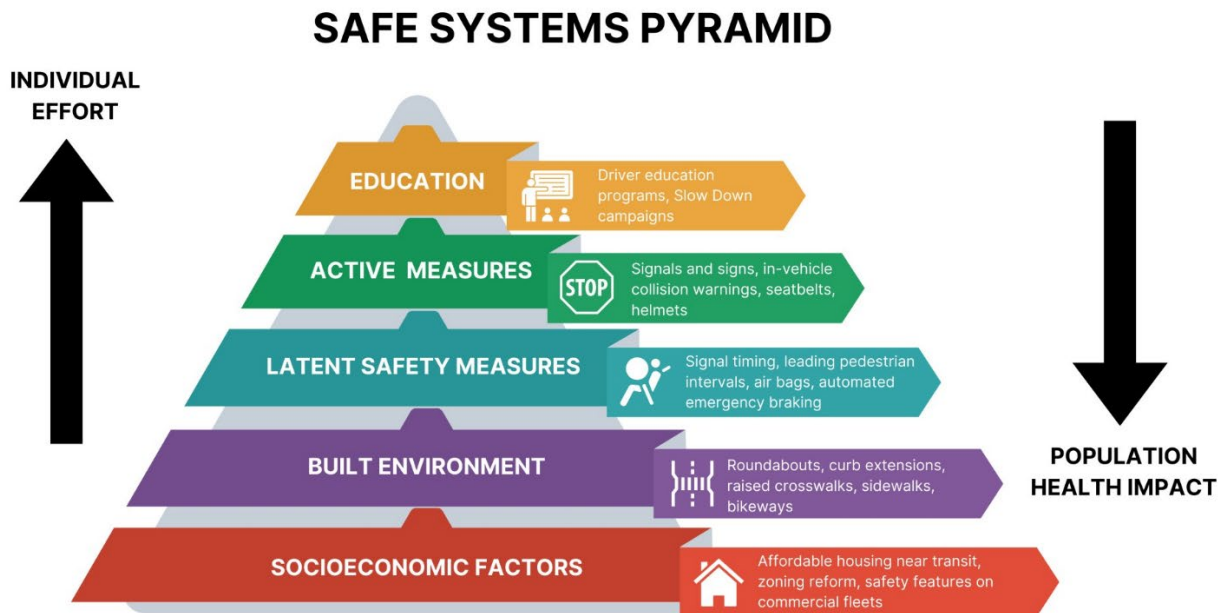 SAFE SYSTEMS PYRAMID
INDIVIDUAL
EFFORT
EDUCATION
Driver education
programs, Slow Down
campaigns
ACTIVE MEASURES
STOP
Signals and signs, in-vehicle
collision warnings, seatbelts,
helmets
LATENT SAFETY MEASURES
Signal timing, leading pedestrian
intervals, air bags, automated
emergency braking
BUILT ENVIRONMENT
Roundabouts, curb extensions,
raised crosswalks, sidewalks,
bikeways
POPULATION
HEALTH IMPACT
SOCIOECONOMIC FACTORS
Affordable housing near transit,
zoning reform, safety features on
commercial fleets